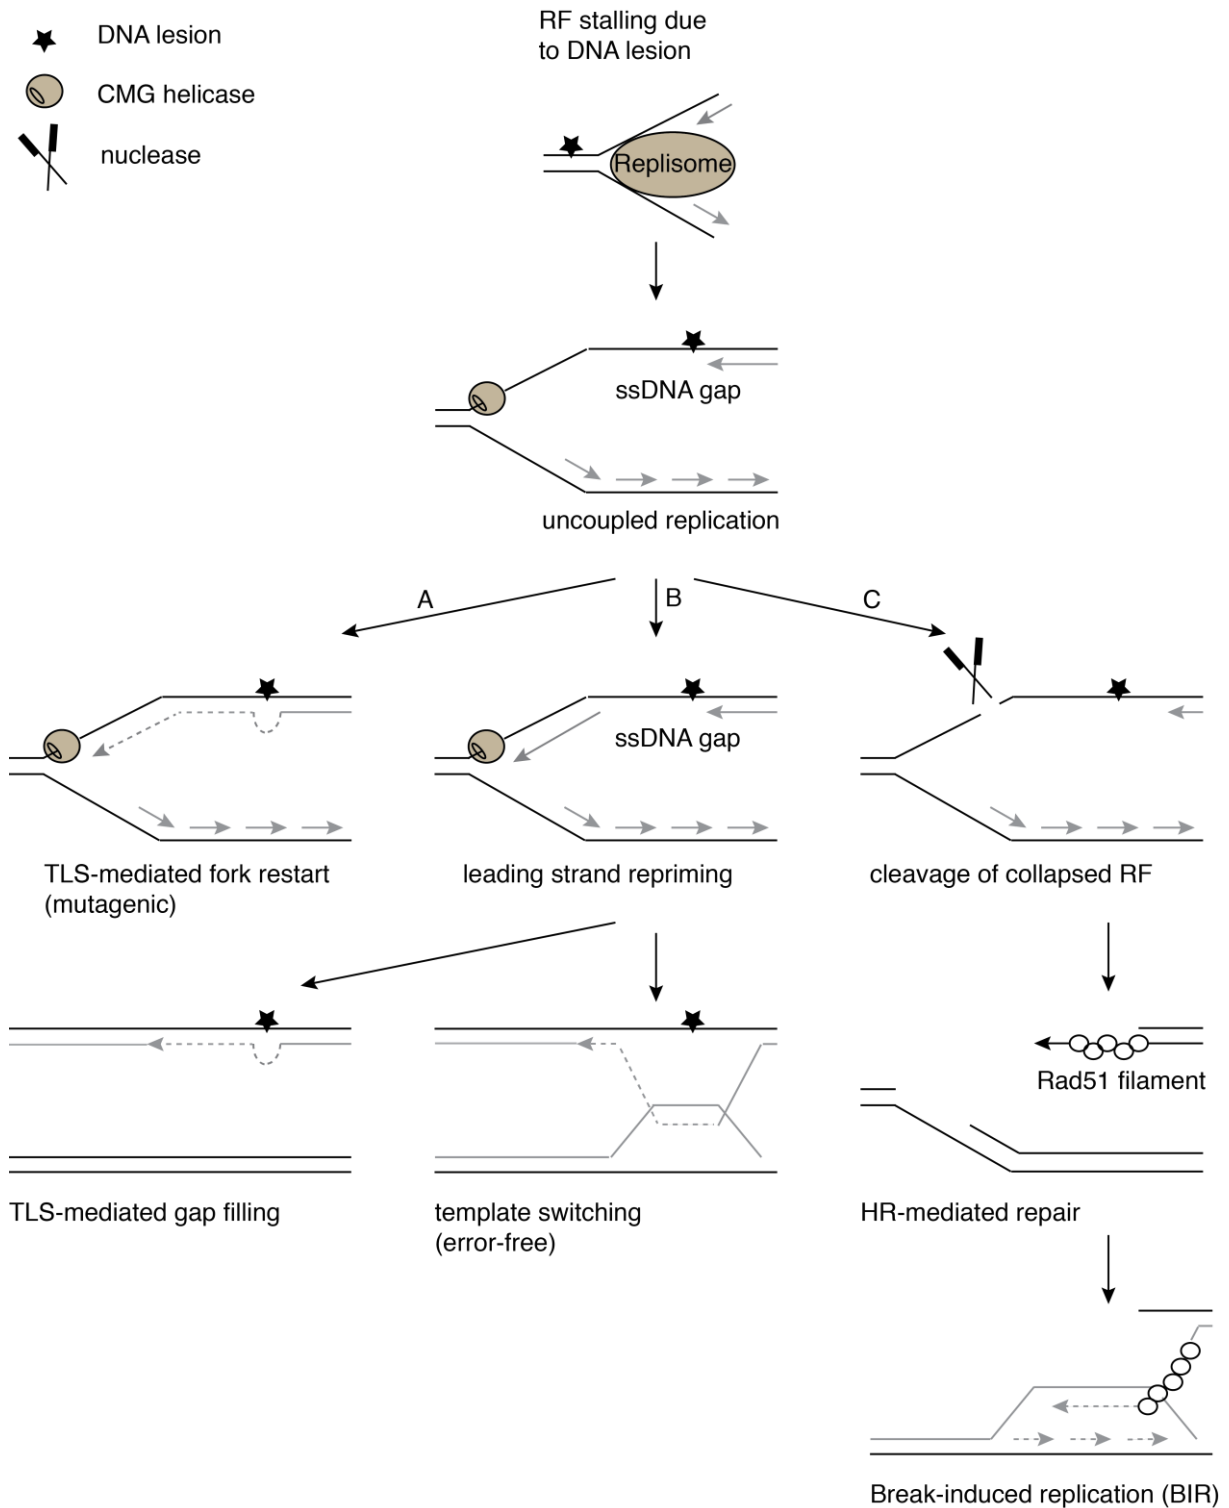 DNA lesion
CMG helicase
nuclease
RF stalling due
to DNA lesion
Replisome
ssDNA gap
uncoupled replication
A
B
C
ssDNA gap
TLS-mediated fork restart
(mutagenic)
leading strand repriming
cleavage of collapsed RF
Rad51 filament
TLS-mediated gap filling
template switching
(error-free)
HR-mediated repair
Break-induced replication (BIR)